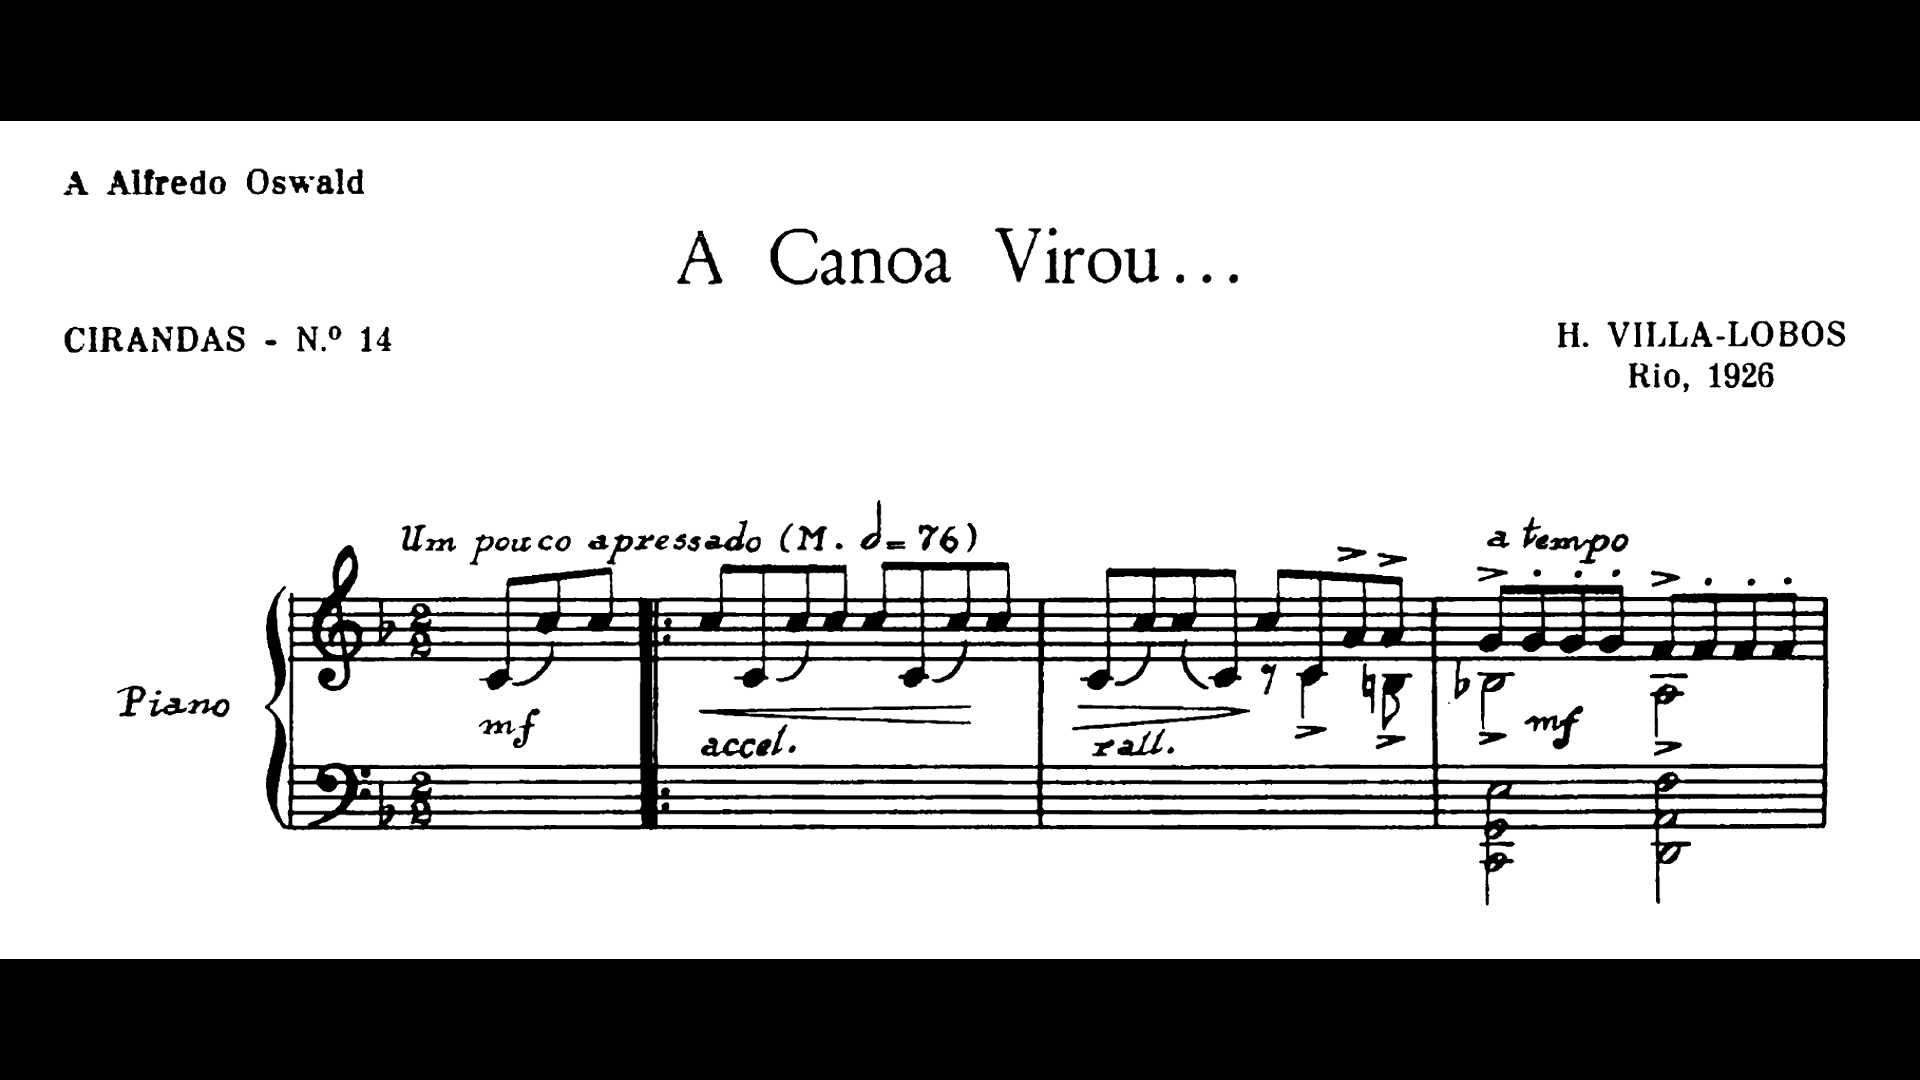 A Alfredo Oswald
A Canoa Virou...
CIRANDAS - N.º 14
H. VILLA-LOBOS
Rio, 1926
Um pouco apressado (M. 𝅗𝅥 = 76)
a tempo
Piano
mf
accel.
rall.
mf